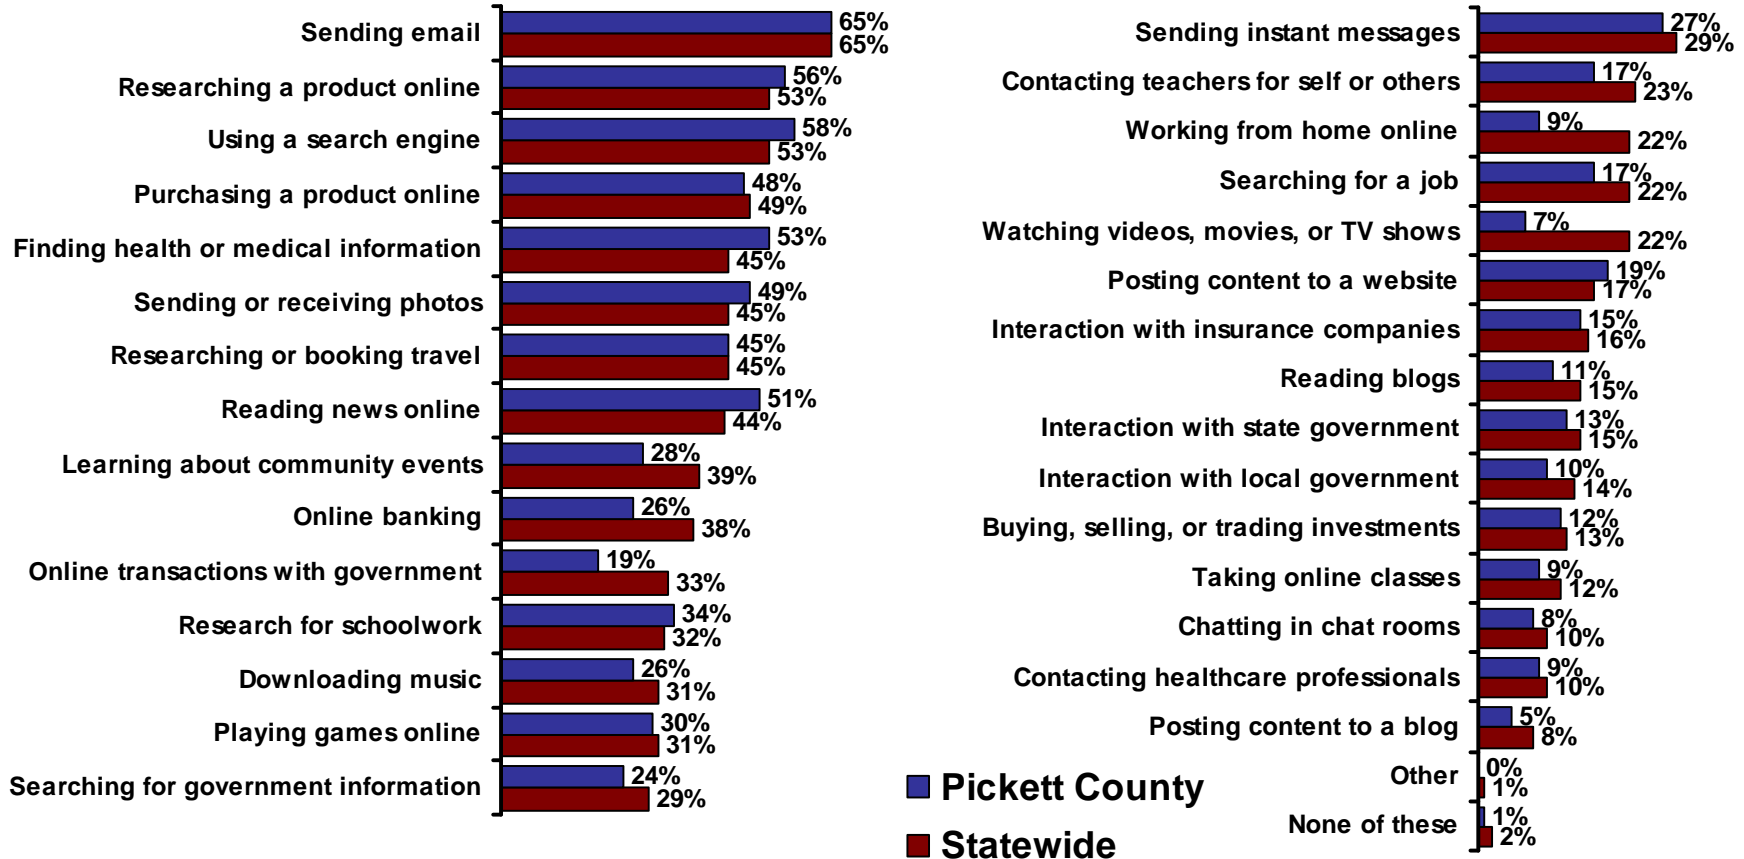 Sending email
65%
65%
Researching a product online
56%
53%
Using a search engine
58%
53%
Purchasing a product online
48%
49%
Finding health or medical information
53%
45%
Sending or receiving photos
49%
45%
Researching or booking travel
45%
45%
Reading news online
51%
44%
Learning about community events
28%
39%
Online banking
26%
38%
Online transactions with government
19%
33%
Research for schoolwork
34%
32%
Downloading music
26%
31%
Playing games online
30%
31%
Searching for government information
24%
29%
Sending instant messages
27%
29%
Contacting teachers for self or others
17%
23%
Working from home online
9%
22%
Searching for a job
17%
22%
Watching videos, movies, or TV shows
7%
22%
Posting content to a website
19%
17%
Interaction with insurance companies
15%
16%
Reading blogs
11%
15%
Interaction with state government
13%
15%
Interaction with local government
10%
14%
Buying, selling, or trading investments
12%
13%
Taking online classes
9%
12%
Chatting in chat rooms
8%
10%
Contacting healthcare professionals
9%
10%
Posting content to a blog
5%
8%
Other
0%
1%
None of these
1%
2%
Pickett County
Statewide